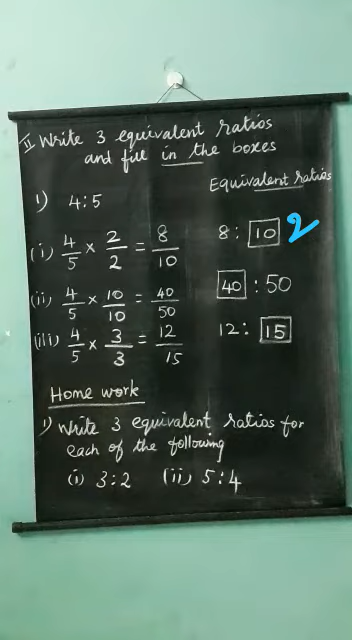 II Write 3 equivalent ratios
and fill in the boxes
Equivalent ratios
1) 4:5
(i) 4/5 × 2/2 = 8/10 8: 10 2
(ii) 4/5 × 10/10 = 40/50 40 : 50
(iii) 4/5 × 3/3 = 12/15 12: 15
Home work
1) Write 3 equivalent ratios for
each of the following
(i) 3:2 (ii) 5:4